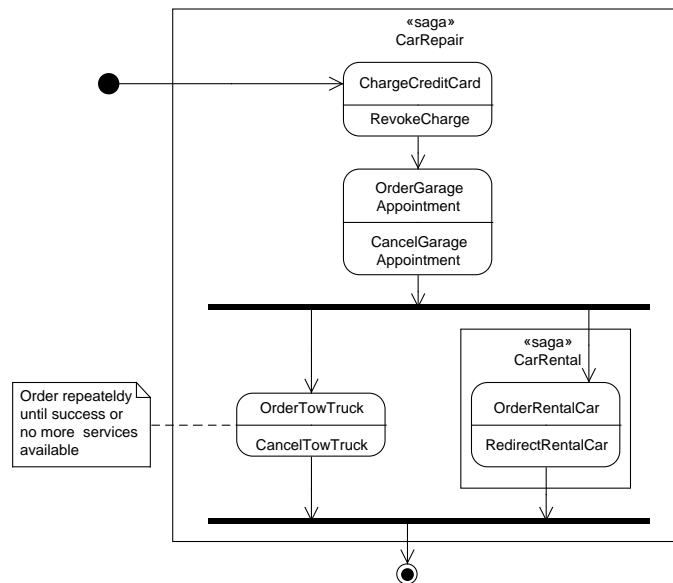 «saga»
CarRepair
ChargeCreditCard
RevokeCharge
OrderGarage
Appointment
CancelGarage
Appointment
«saga»
CarRental
Order repeateldy
until success or
no more services
available
OrderTowTruck
CancelTowTruck
OrderRentalCar
RedirectRentalCar